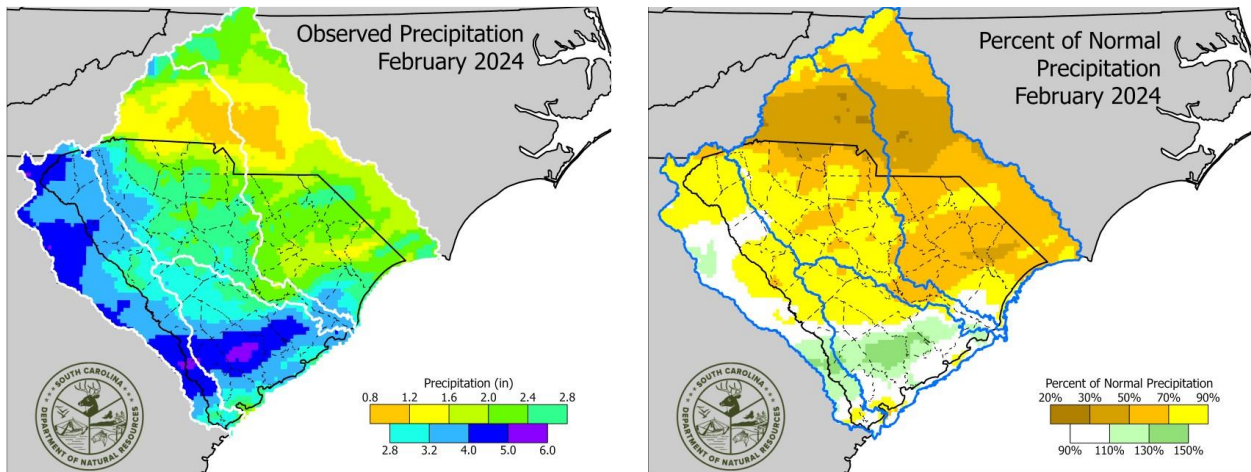 Observed Precipitation
February 2024
Precipitation (in)
0.8 1.2 1.6 2.0 2.4 2.8
2.8 3.2 4.0 5.0 6.0
SOUTH CAROLINA
DEPARTMENT OF NATURAL RESOURCES
Percent of Normal
Precipitation
February 2024
Percent of Normal Precipitation
20% 30% 50% 70% 90%
90% 110% 130% 150%
SOUTH CAROLINA
DEPARTMENT OF NATURAL RESOURCES